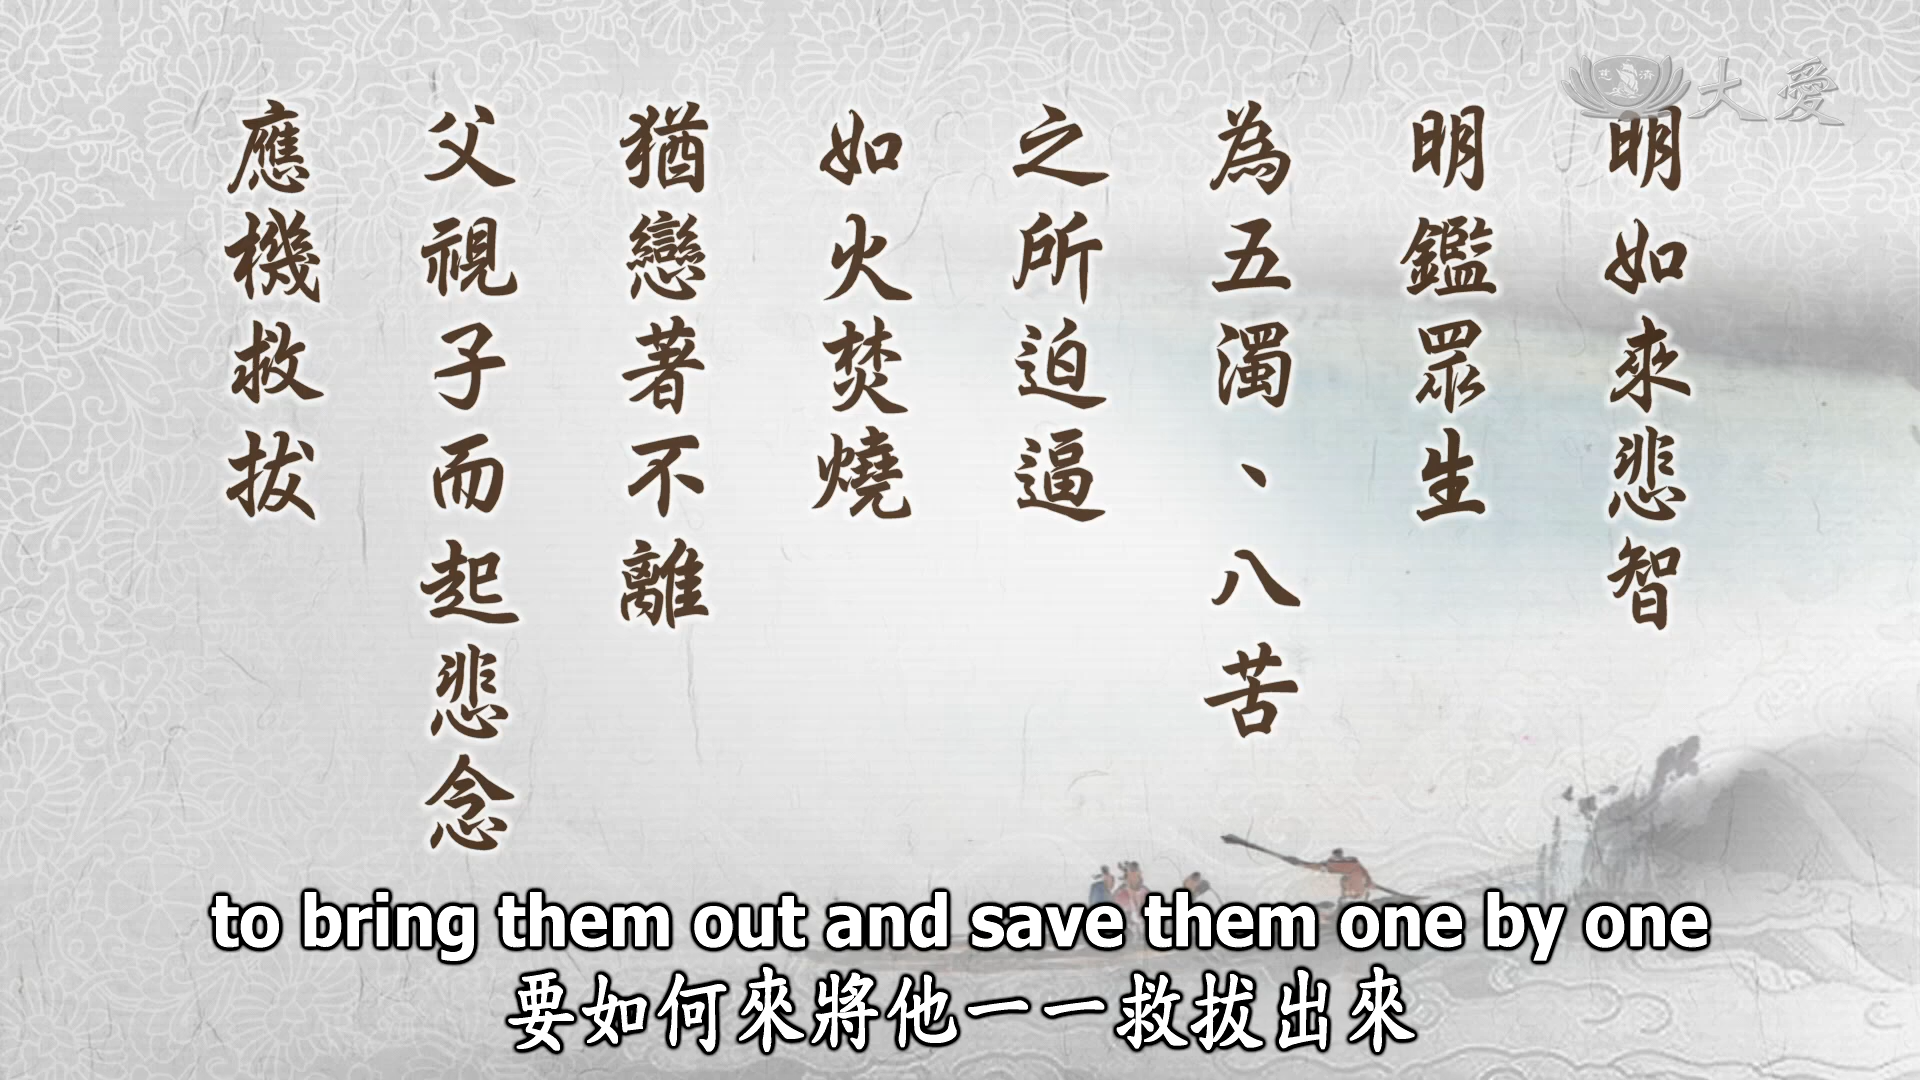 大愛
明如來悲智
明鑑眾生
為五濁、八苦
之所迫逼
如火焚燒
猶戀著不離
父視子而起悲念
應機救拔
to bring them out and save them one by one
要如何來將他一一救拔出來